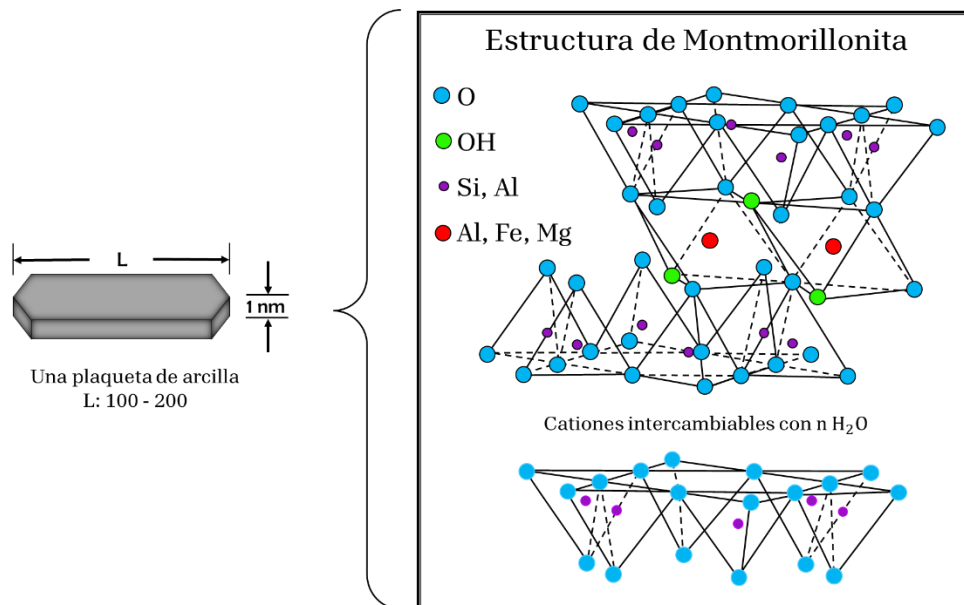 Estructura de Montmorillonita
O
OH
Si, Al
Al, Fe, Mg
L
1 nm
Una plaqueta de arcilla
L: 100 - 200
Cationes intercambiables con n H₂O